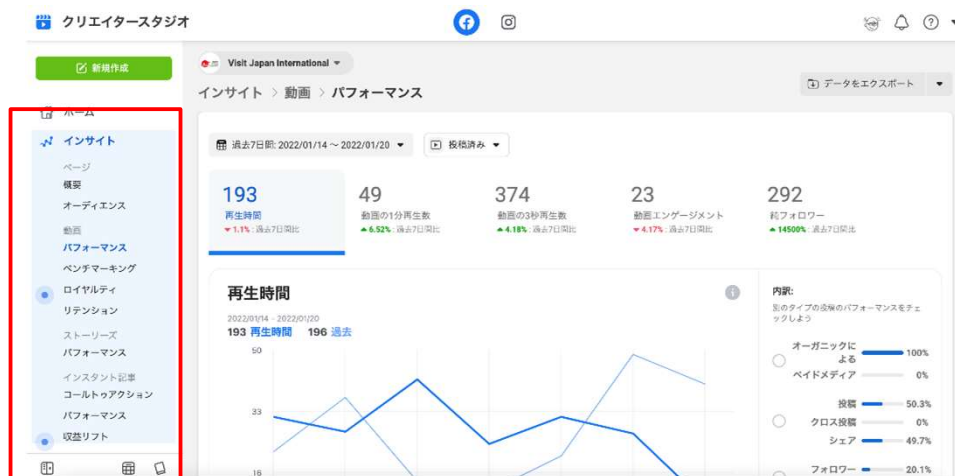 クリエイタースタジオ
新規作成
ホーム
インサイト
ページ
概要
オーディエンス
動画
パフォーマンス
ベンチマーキング
ロイヤルティ
リテンション
ストーリーズ
パフォーマンス
インスタント記事
コールトゥアクション
パフォーマンス
収益リフト
Visit Japan International
インサイト > 動画 > パフォーマンス
データをエクスポート
過去7日間: 2022/01/14 ～ 2022/01/20
投稿済み
193
再生時間
1.1%: 過去7日間比
49
動画の1分再生数
6.52%: 過去7日間比
374
動画の3秒再生数
4.18%: 過去7日間比
23
動画エンゲージメント
4.17%: 過去7日間比
292
純フォロワー
14500%: 過去7日間比
再生時間
2022/01/14 - 2022/01/20
193 再生時間 196 過去
50
33
16
内訳:
別のタイプの投稿のパフォーマンスをチェ
ックしよう
オーガニックに
よる 100%
ペイドメディア 0%
投稿 50.3%
クロス投稿 0%
シェア 49.7%
フォロワー 20.1%